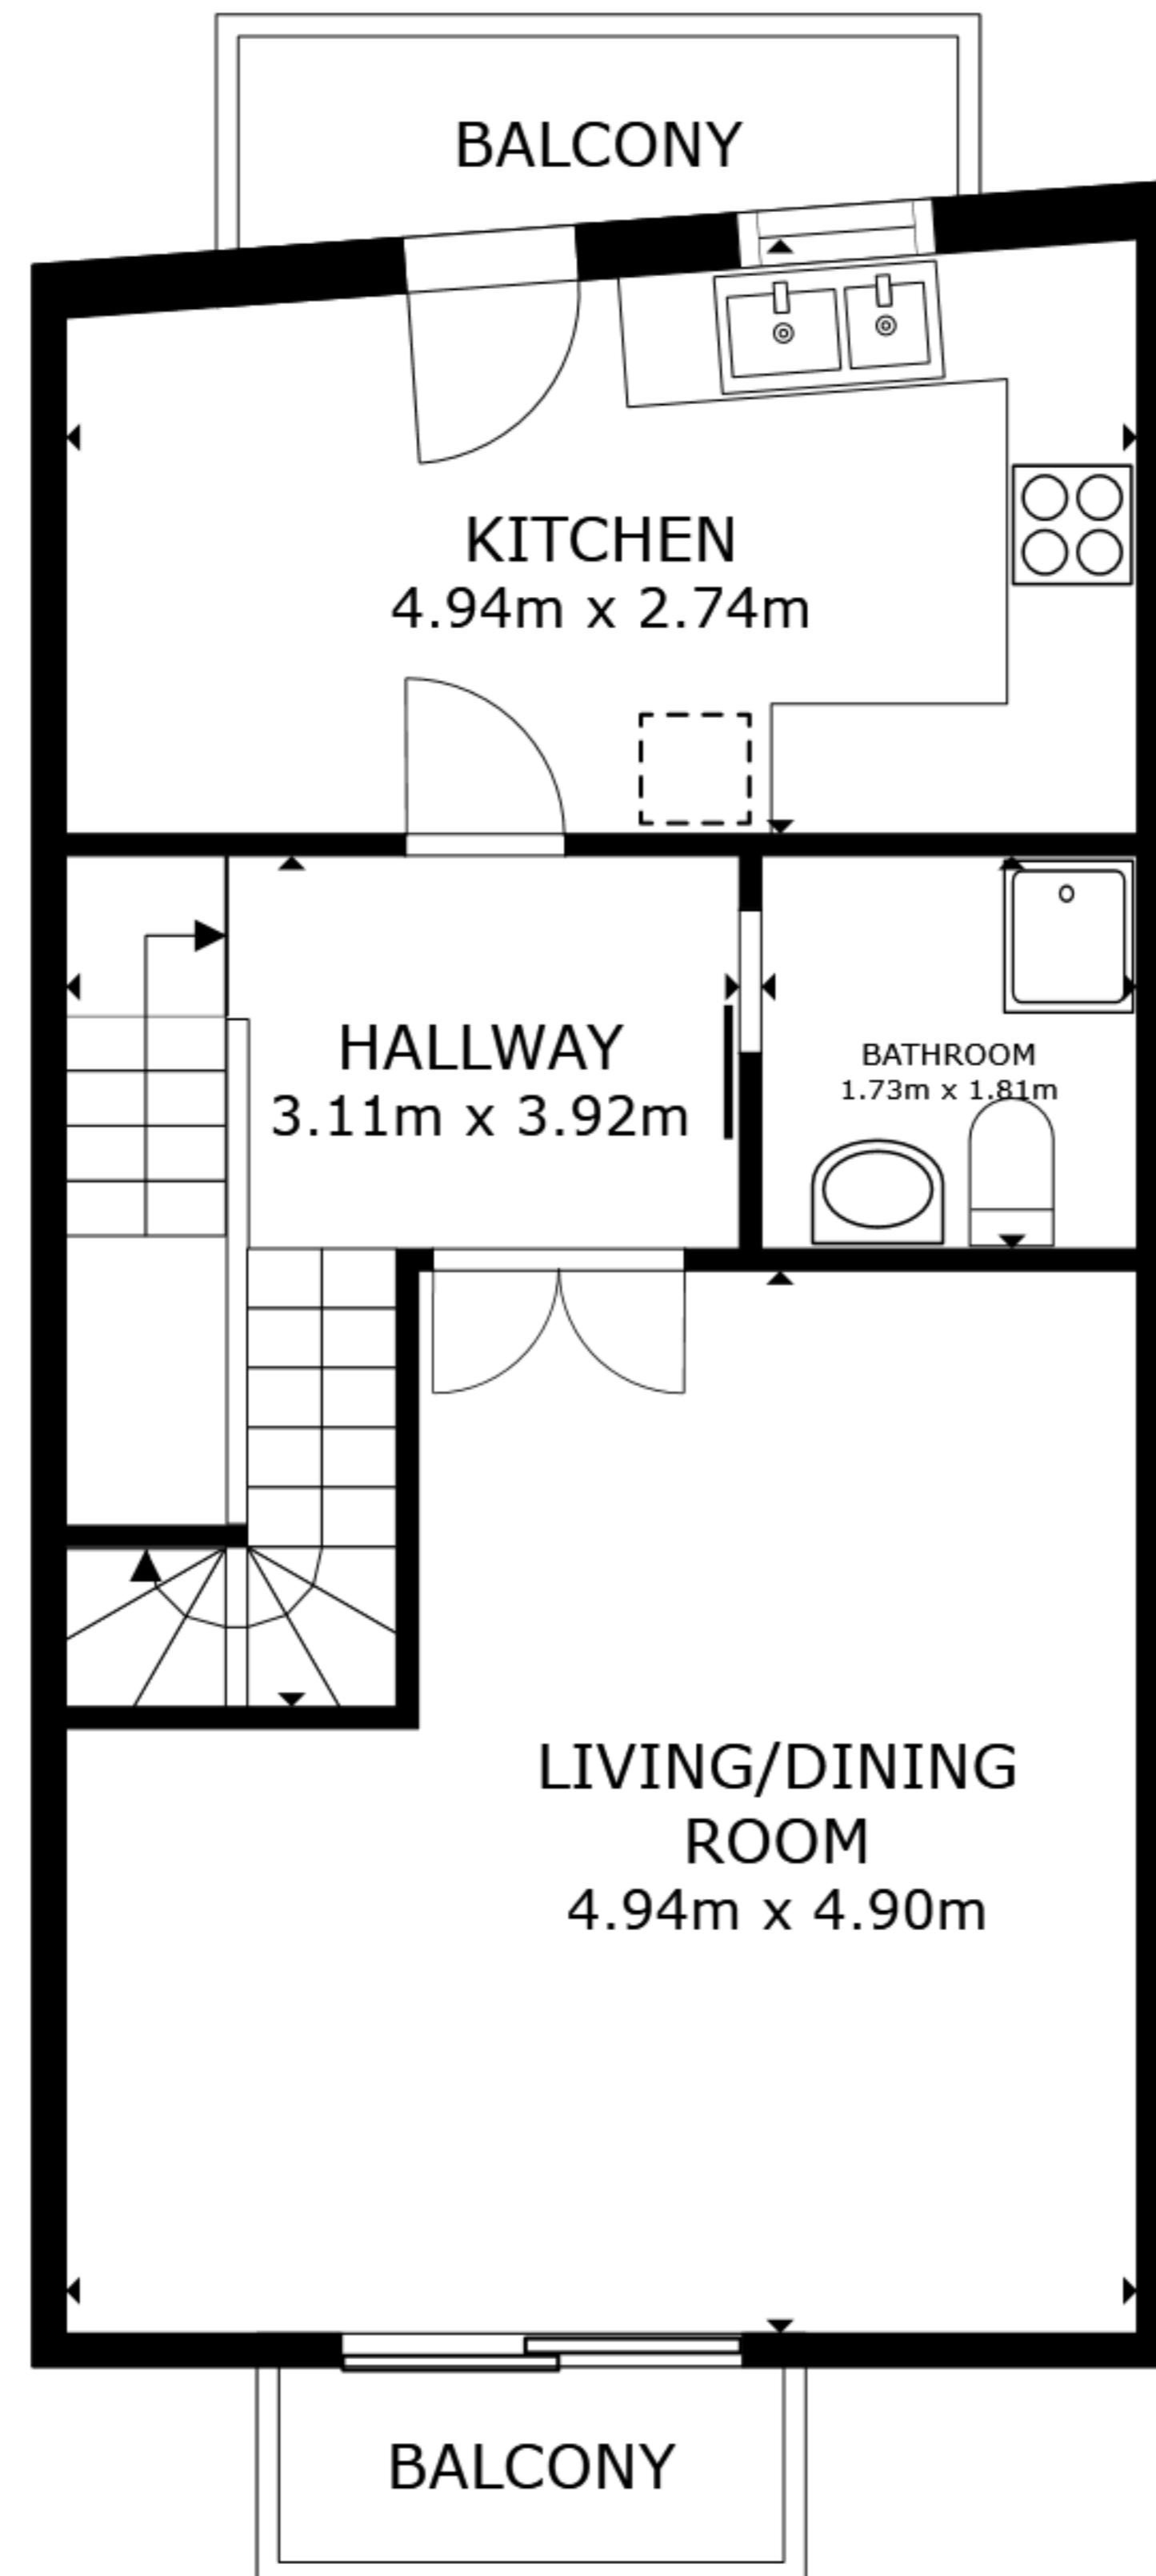 BALCONY
KITCHEN
4.94m x 2.74m
HALLWAY
3.11m x 3.92m
BATHROOM
1.73m x 1.81m
LIVING/DINING
ROOM
4.94m x 4.90m
BALCONY